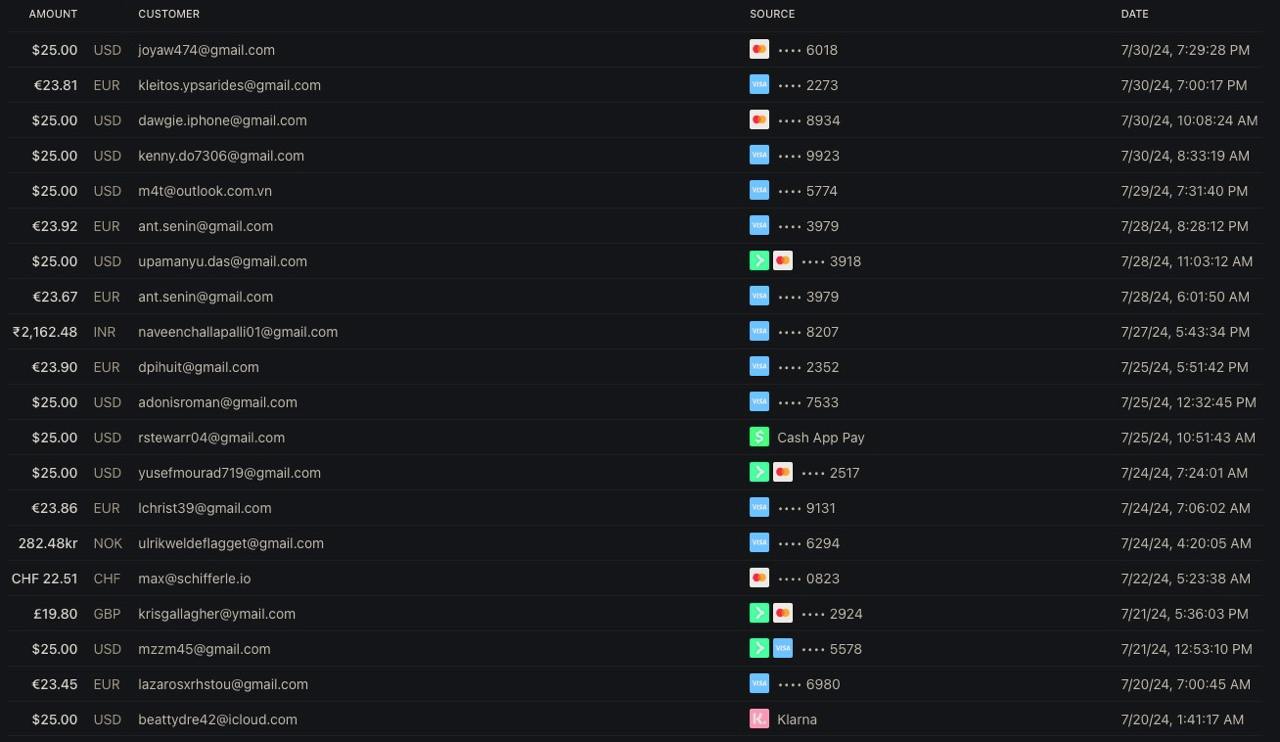 AMOUNT CUSTOMER SOURCE DATE
$25.00 USD joyaw474@gmail.com •••• 6018 7/30/24, 7:29:28 PM
€23.81 EUR kleitos.ypsarides@gmail.com VISA •••• 2273 7/30/24, 7:00:17 PM
$25.00 USD dawgie.iphone@gmail.com •••• 8934 7/30/24, 10:08:24 AM
$25.00 USD kenny.do7306@gmail.com VISA •••• 9923 7/30/24, 8:33:19 AM
$25.00 USD m4t@outlook.com.vn VISA •••• 5774 7/29/24, 7:31:40 PM
€23.92 EUR ant.senin@gmail.com VISA •••• 3979 7/28/24, 8:28:12 PM
$25.00 USD upamanyu.das@gmail.com •••• 3918 7/28/24, 11:03:12 AM
€23.67 EUR ant.senin@gmail.com VISA •••• 3979 7/28/24, 6:01:50 AM
₹2,162.48 INR naveenchallapalli01@gmail.com VISA •••• 8207 7/27/24, 5:43:34 PM
€23.90 EUR dpihuit@gmail.com VISA •••• 2352 7/25/24, 5:51:42 PM
$25.00 USD adonisroman@gmail.com VISA •••• 7533 7/25/24, 12:32:45 PM
$25.00 USD rstewarr04@gmail.com $ Cash App Pay 7/25/24, 10:51:43 AM
$25.00 USD yusefmourad719@gmail.com •••• 2517 7/24/24, 7:24:01 AM
€23.86 EUR lchrist39@gmail.com VISA •••• 9131 7/24/24, 7:06:02 AM
282.48kr NOK ulrikweldeflagget@gmail.com VISA •••• 6294 7/24/24, 4:20:05 AM
CHF 22.51 CHF max@schifferle.io •••• 0823 7/22/24, 5:23:38 AM
£19.80 GBP krisgallagher@ymail.com •••• 2924 7/21/24, 5:36:03 PM
$25.00 USD mzzm45@gmail.com VISA •••• 5578 7/21/24, 12:53:10 PM
€23.45 EUR lazarosxrhstou@gmail.com VISA •••• 6980 7/20/24, 7:00:45 AM
$25.00 USD beattydre42@icloud.com K. Klarna 7/20/24, 1:41:17 AM